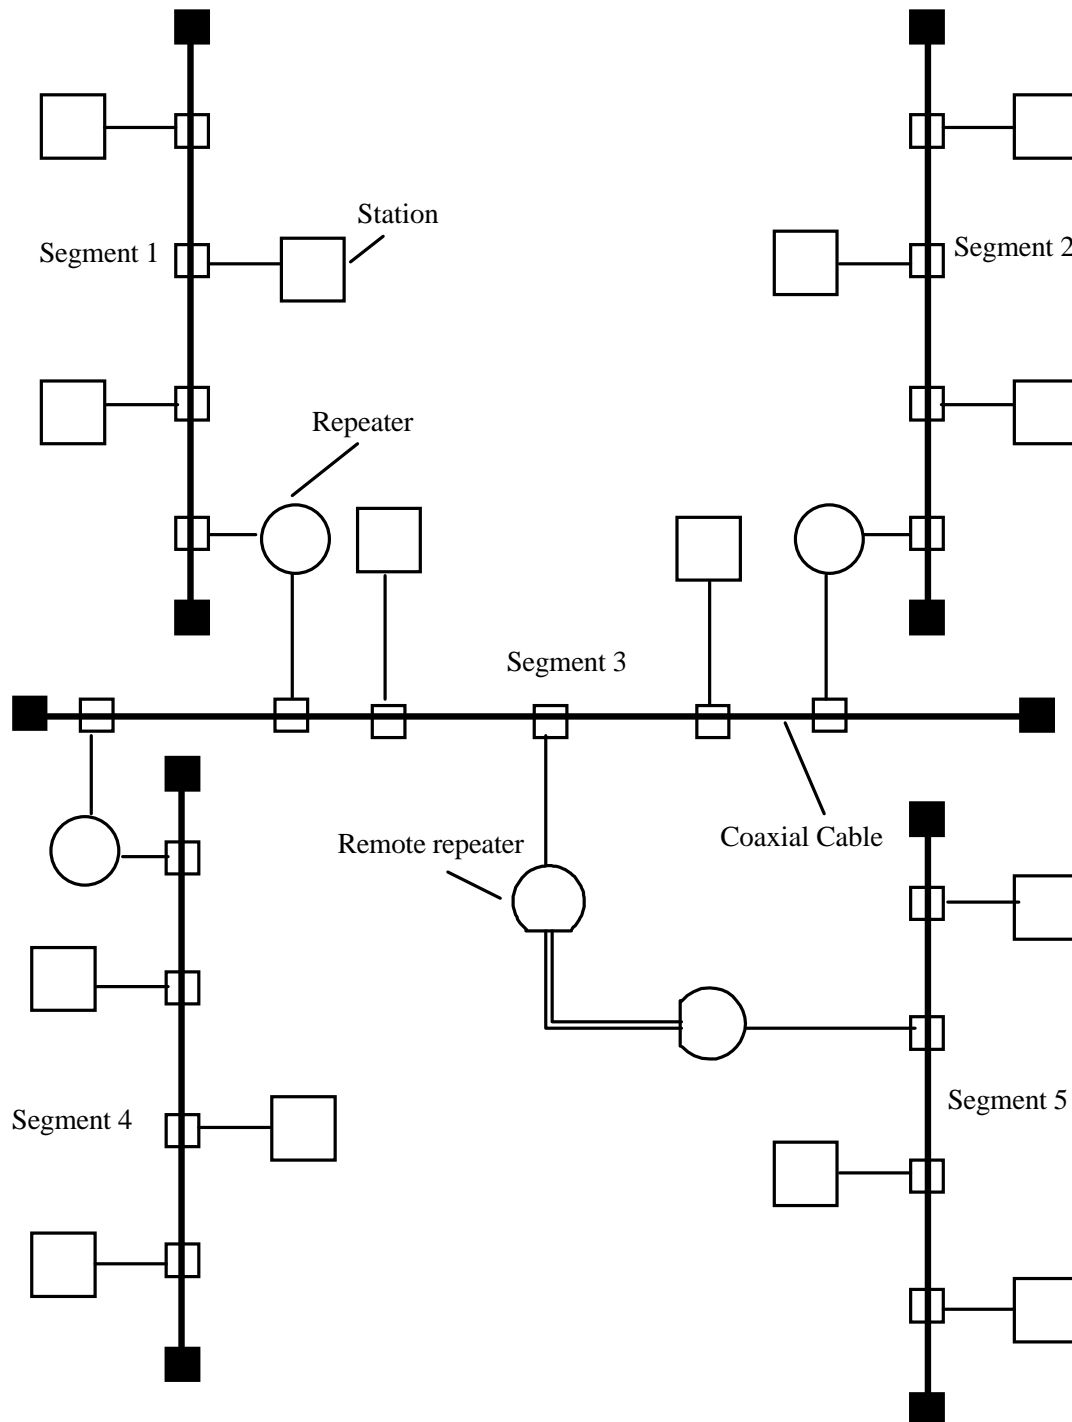 Station
Segment 1
Segment 2
Repeater
Segment 3
Remote repeater
Coaxial Cable
Segment 4
Segment 5